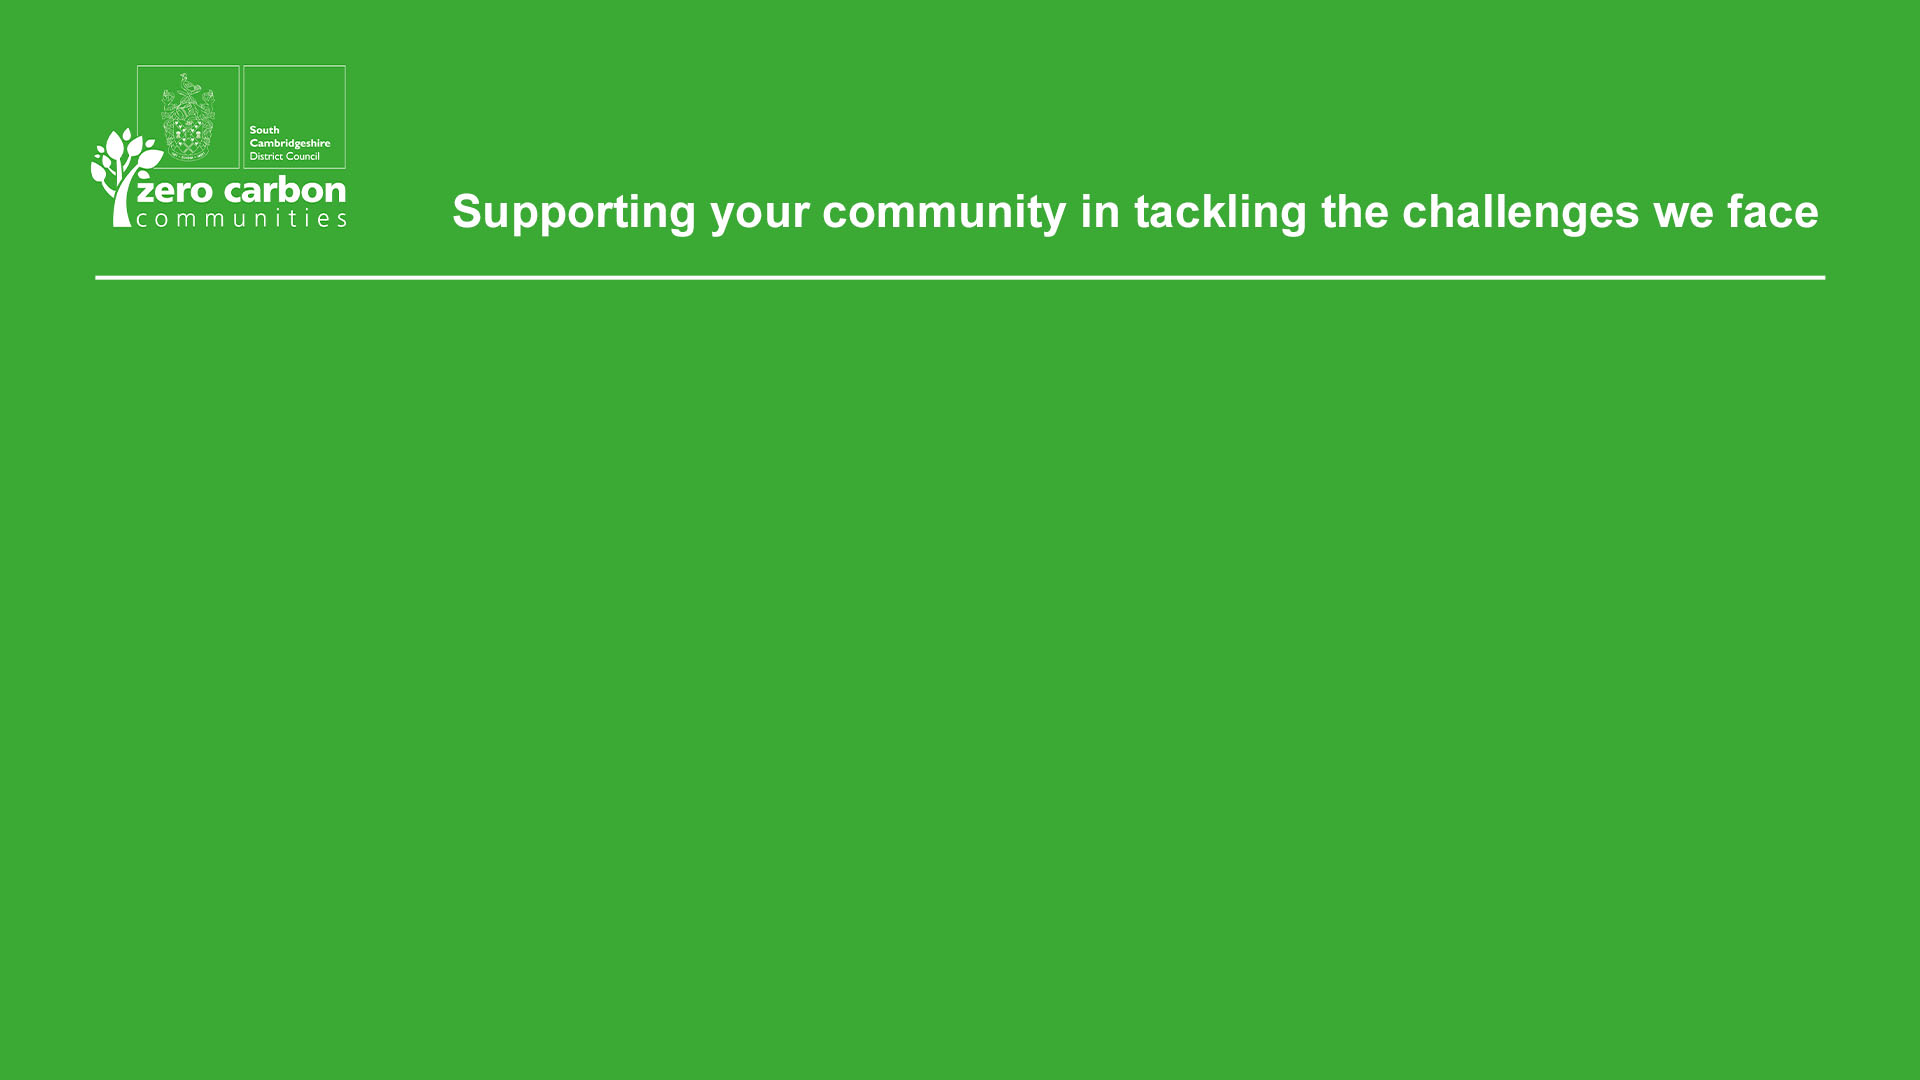 South
Cambridgeshire
District Council
zero carbon
communities
Supporting your community in tackling the challenges we face